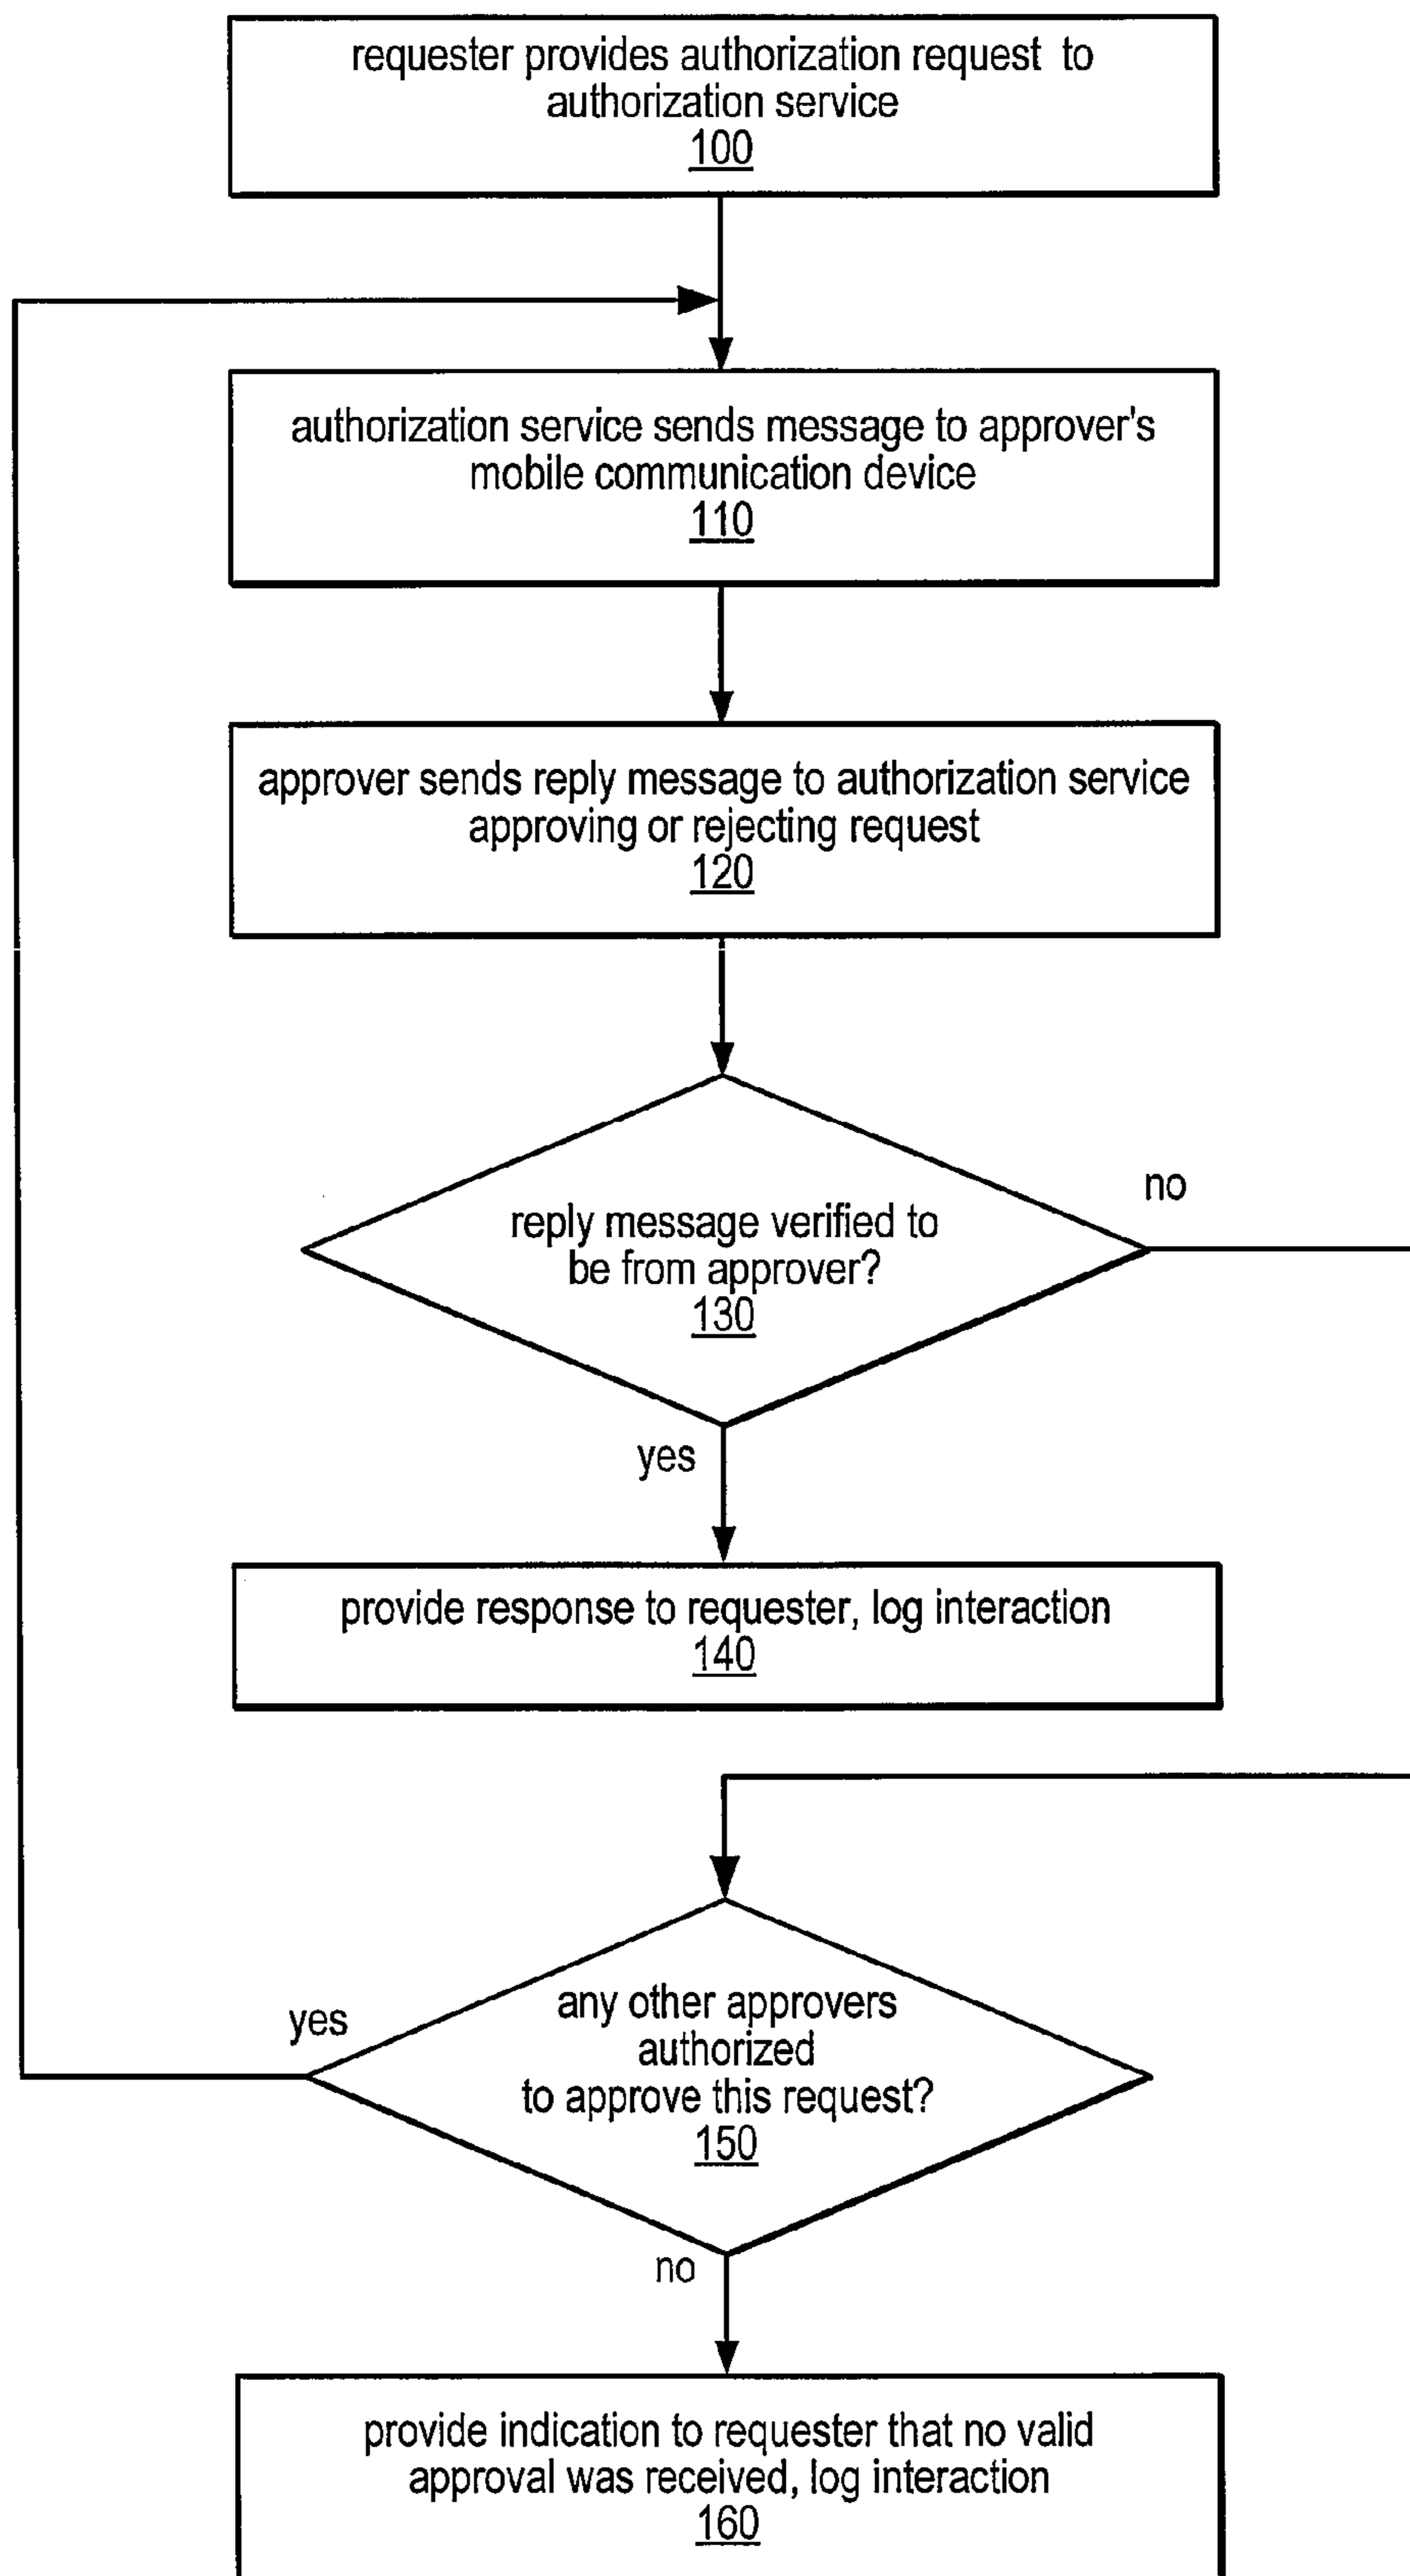 requester provides authorization request to
authorization service
100
authorization service sends message to approver's
mobile communication device
110
approver sends reply message to authorization service
approving or rejecting request
120
no
reply message verified to
be from approver?
130
yes
provide response to requester, log interaction
140
yes
any other approvers
authorized
to approve this request?
150
no
provide indication to requester that no valid
approval was received, log interaction
160